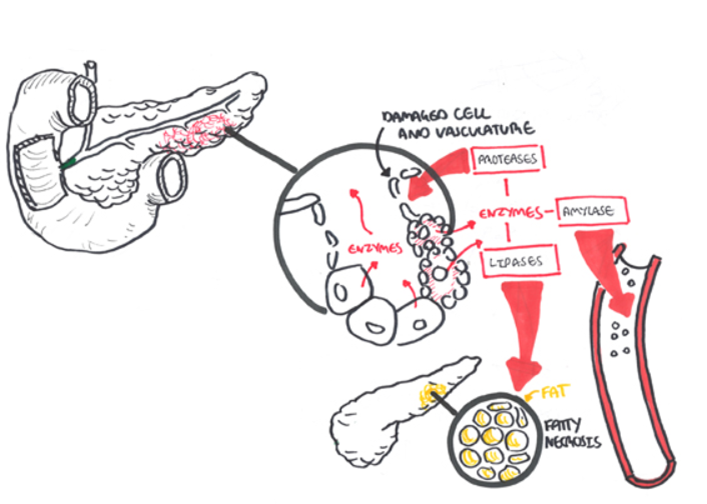 DAMAGED CELL
AND VASCULATURE
PROTEASES
ENZYMES
AMYLASE
ENZYMES
LIPASES
FAT
FATTY
NECROSIS